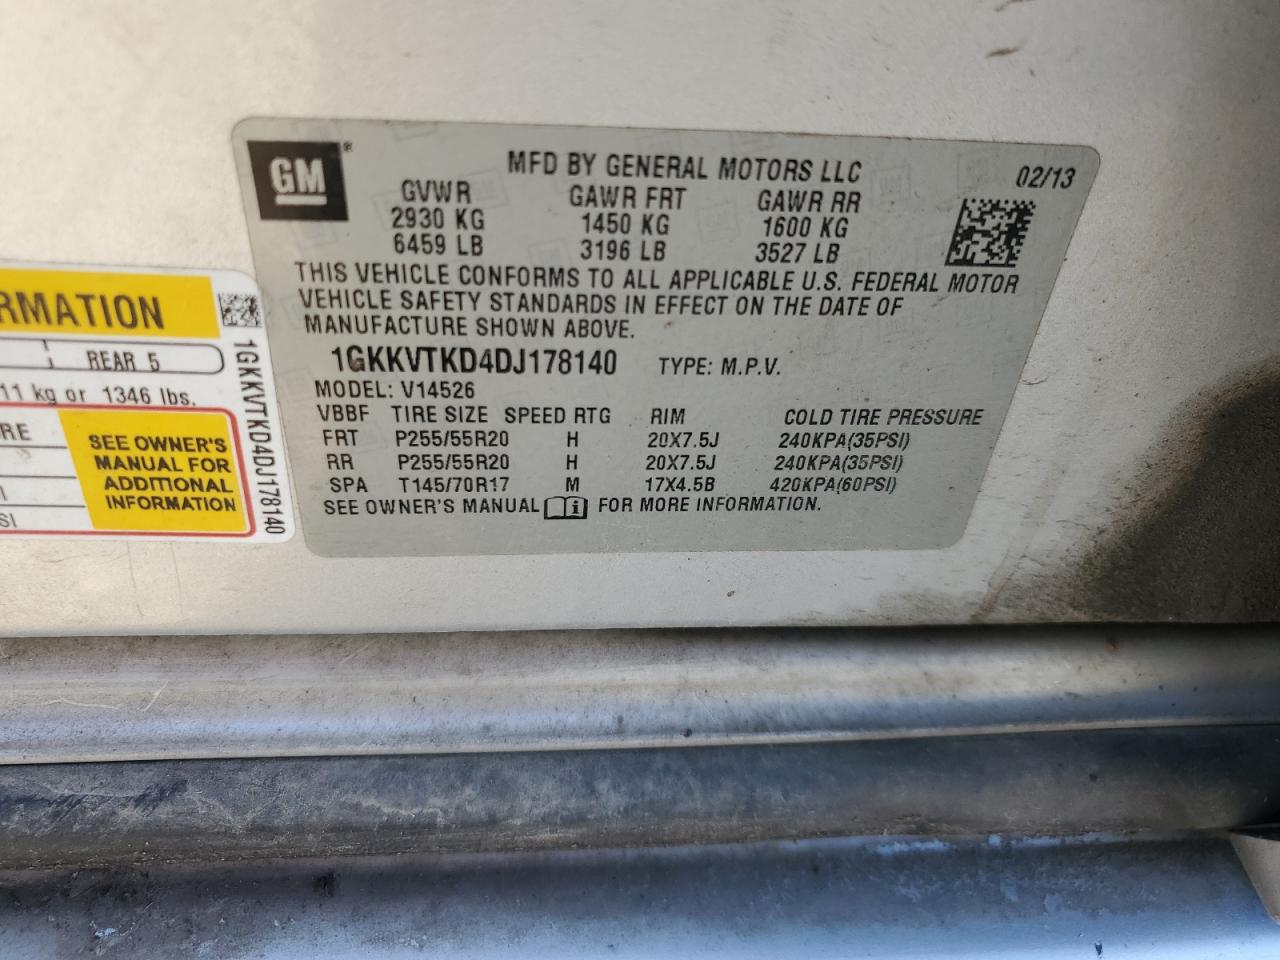 GM ®
MFD BY GENERAL MOTORS LLC 02/13
GVWR GAWR FRT GAWR RR
2930 KG 1450 KG 1600 KG
6459 LB 3196 LB 3527 LB
THIS VEHICLE CONFORMS TO ALL APPLICABLE U.S. FEDERAL MOTOR
VEHICLE SAFETY STANDARDS IN EFFECT ON THE DATE OF
MANUFACTURE SHOWN ABOVE.
1GKKVTKD4DJ178140 TYPE: M.P.V.
MODEL: V14526
VBBF TIRE SIZE SPEED RTG RIM COLD TIRE PRESSURE
FRT P255/55R20 H 20X7.5J 240KPA(35PSI)
RR P255/55R20 H 20X7.5J 240KPA(35PSI)
SPA T145/70R17 M 17X4.5B 420KPA(60PSI)
SEE OWNER'S MANUAL i FOR MORE INFORMATION.
RMATION
REAR 5
11 kg or 1346 lbs.
RE
SI
SEE OWNER'S
MANUAL FOR
ADDITIONAL
INFORMATION
1GKKVTKD4DJ178140